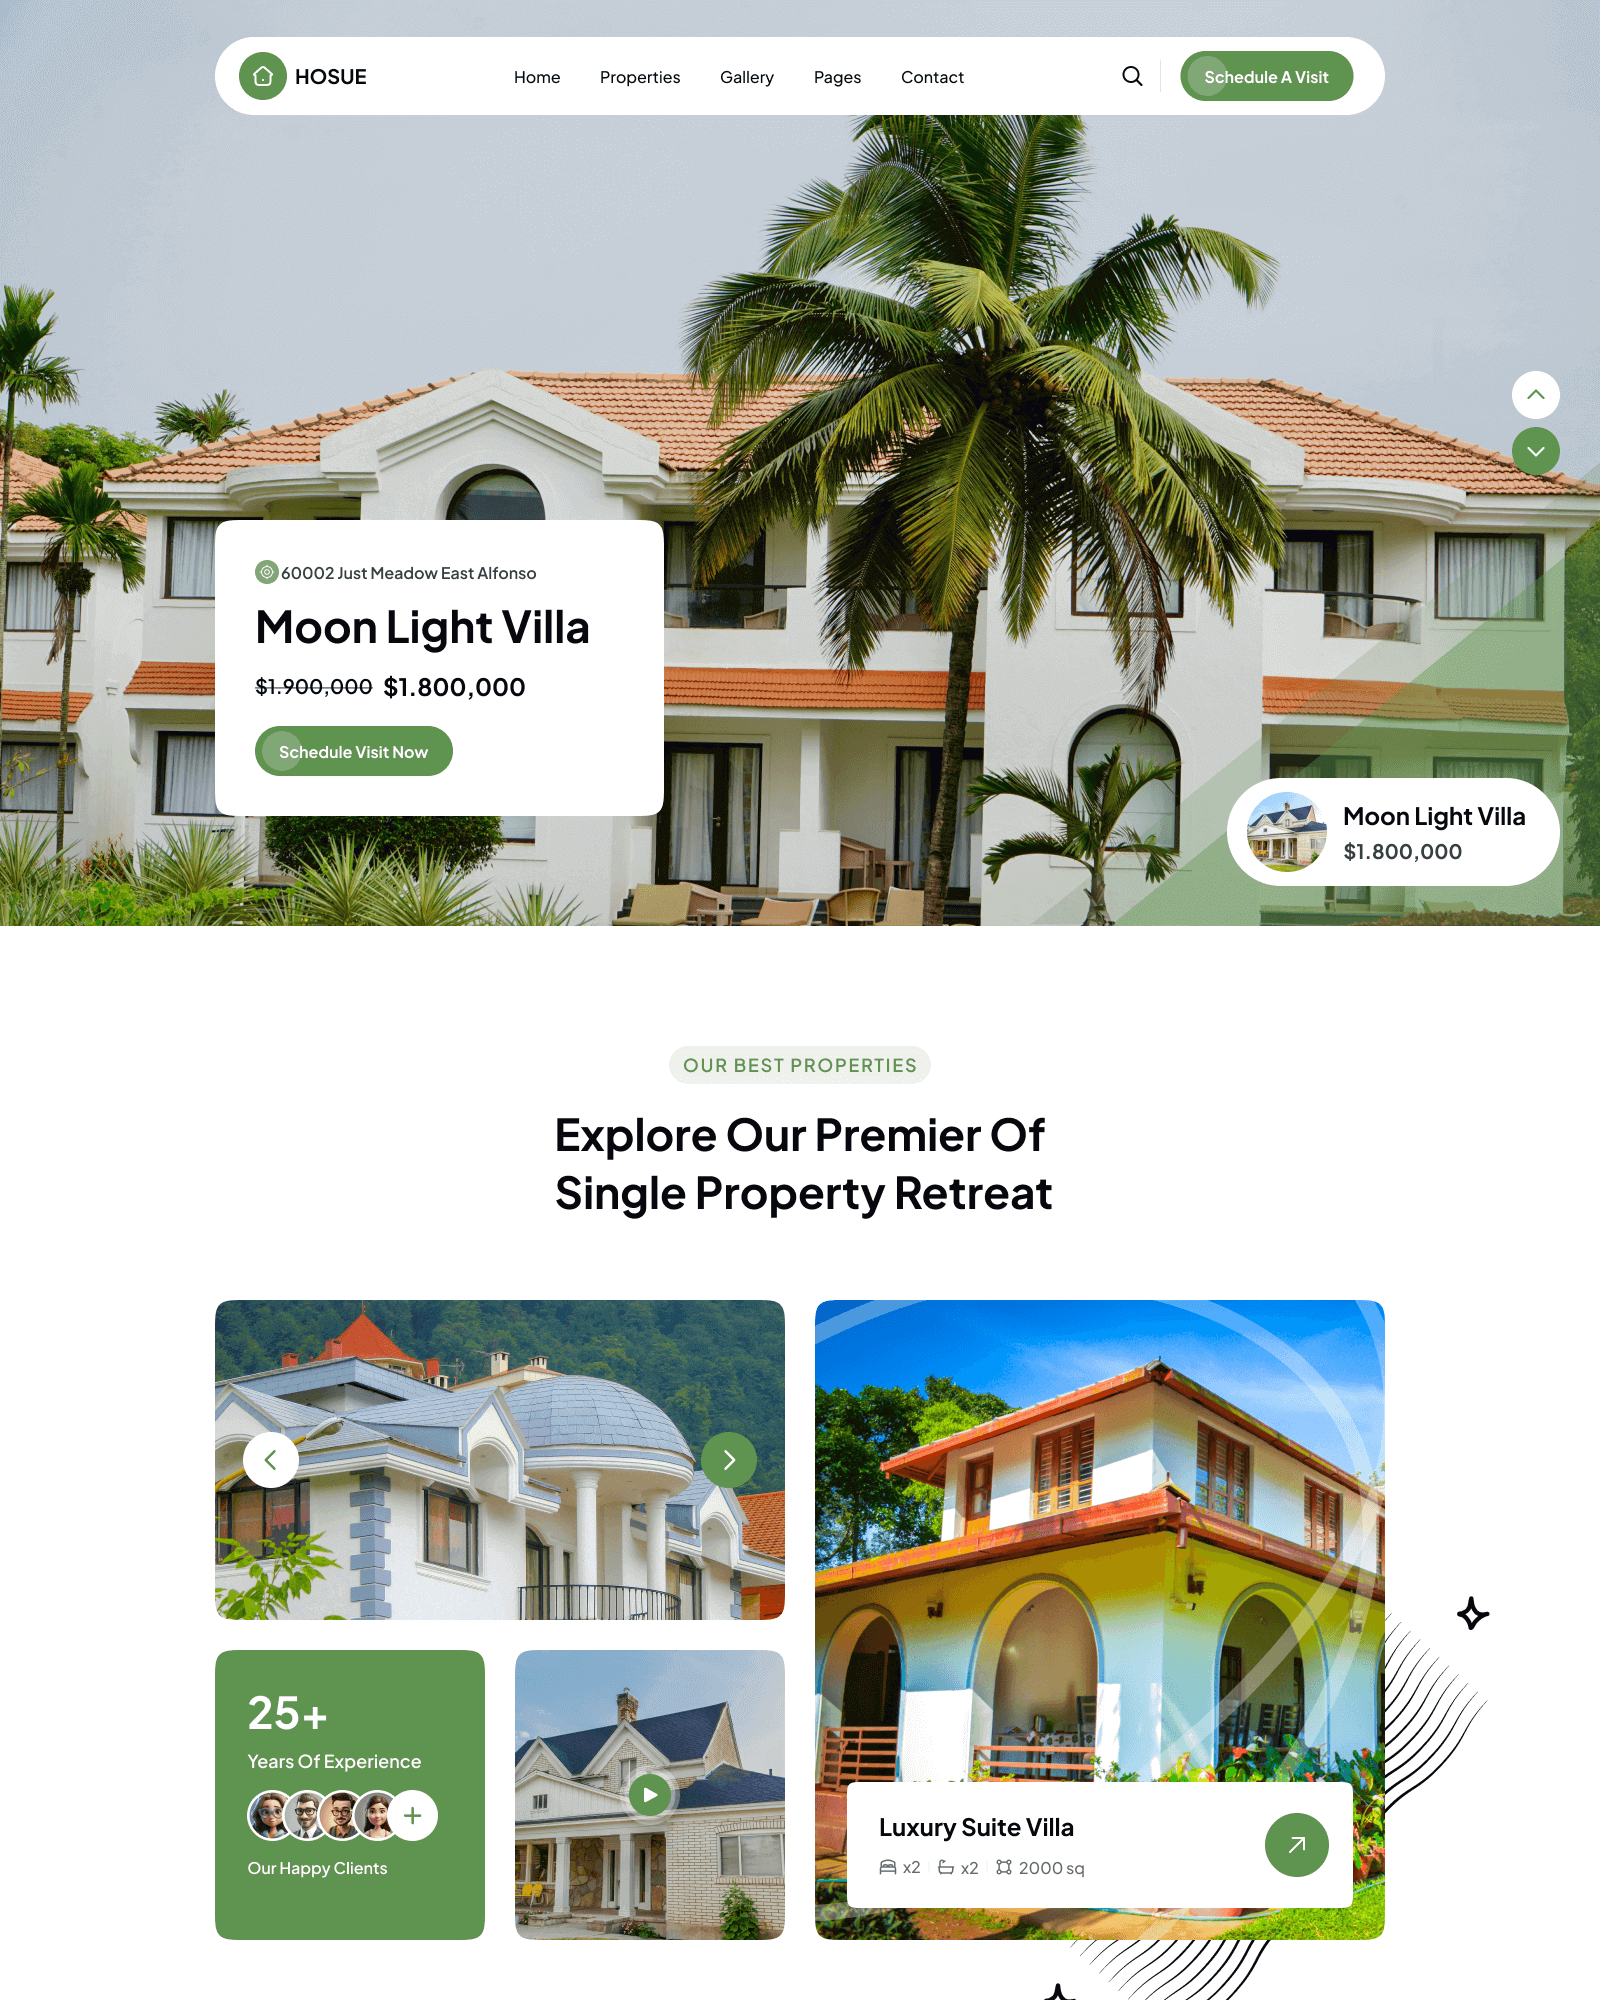 HOSUE
Home
Properties
Gallery
Pages
Contact
Schedule A Visit
60002 Just Meadow East Alfonso
Moon Light Villa
$1.900,000 $1.800,000
Schedule Visit Now
Moon Light Villa
$1.800,000
OUR BEST PROPERTIES
Explore Our Premier Of
Single Property Retreat
25+
Years Of Experience
Our Happy Clients
Luxury Suite Villa
x2
x2
2000 sq